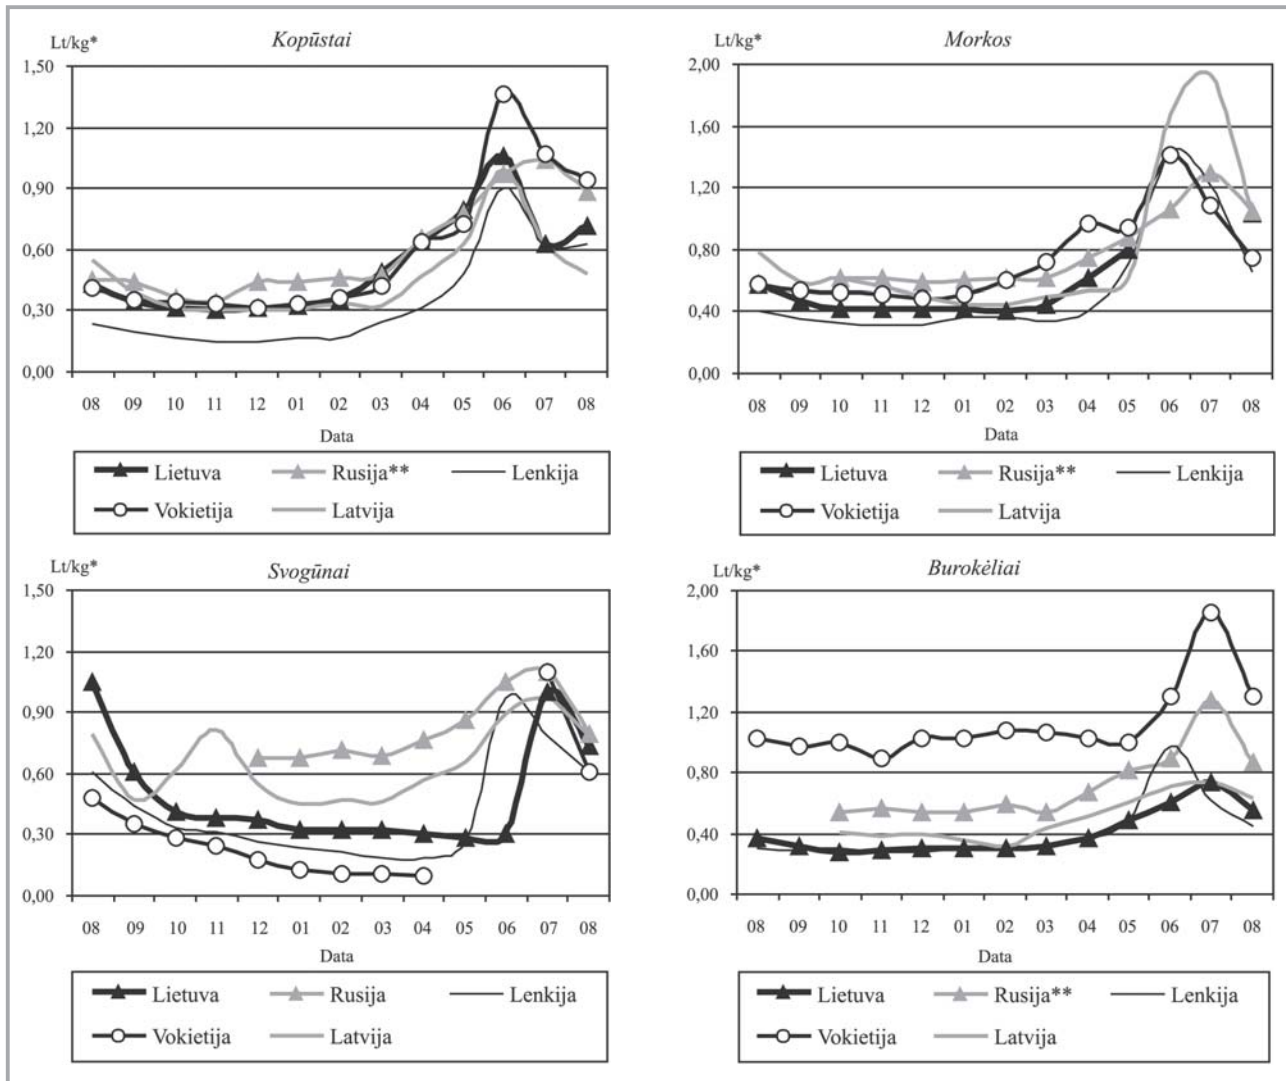 Lt/kg*
Kopūstai
1,50
1,20
0,90
0,60
0,30
0,00
08 09 10 11 12 01 02 03 04 05 06 07 08
Data
Lietuva Rusija** Lenkija
Vokietija Latvija
Lt/kg*
Morkos
2,00
1,60
1,20
0,80
0,40
0,00
08 09 10 11 12 01 02 03 04 05 06 07 08
Data
Lietuva Rusija** Lenkija
Vokietija Latvija
Lt/kg*
Svogūnai
1,50
1,20
0,90
0,60
0,30
0,00
08 09 10 11 12 01 02 03 04 05 06 07 08
Data
Lietuva Rusija Lenkija
Vokietija Latvija
Lt/kg*
Burokėliai
2,00
1,60
1,20
0,80
0,40
0,00
08 09 10 11 12 01 02 03 04 05 06 07 08
Data
Lietuva Rusija** Lenkija
Vokietija Latvija